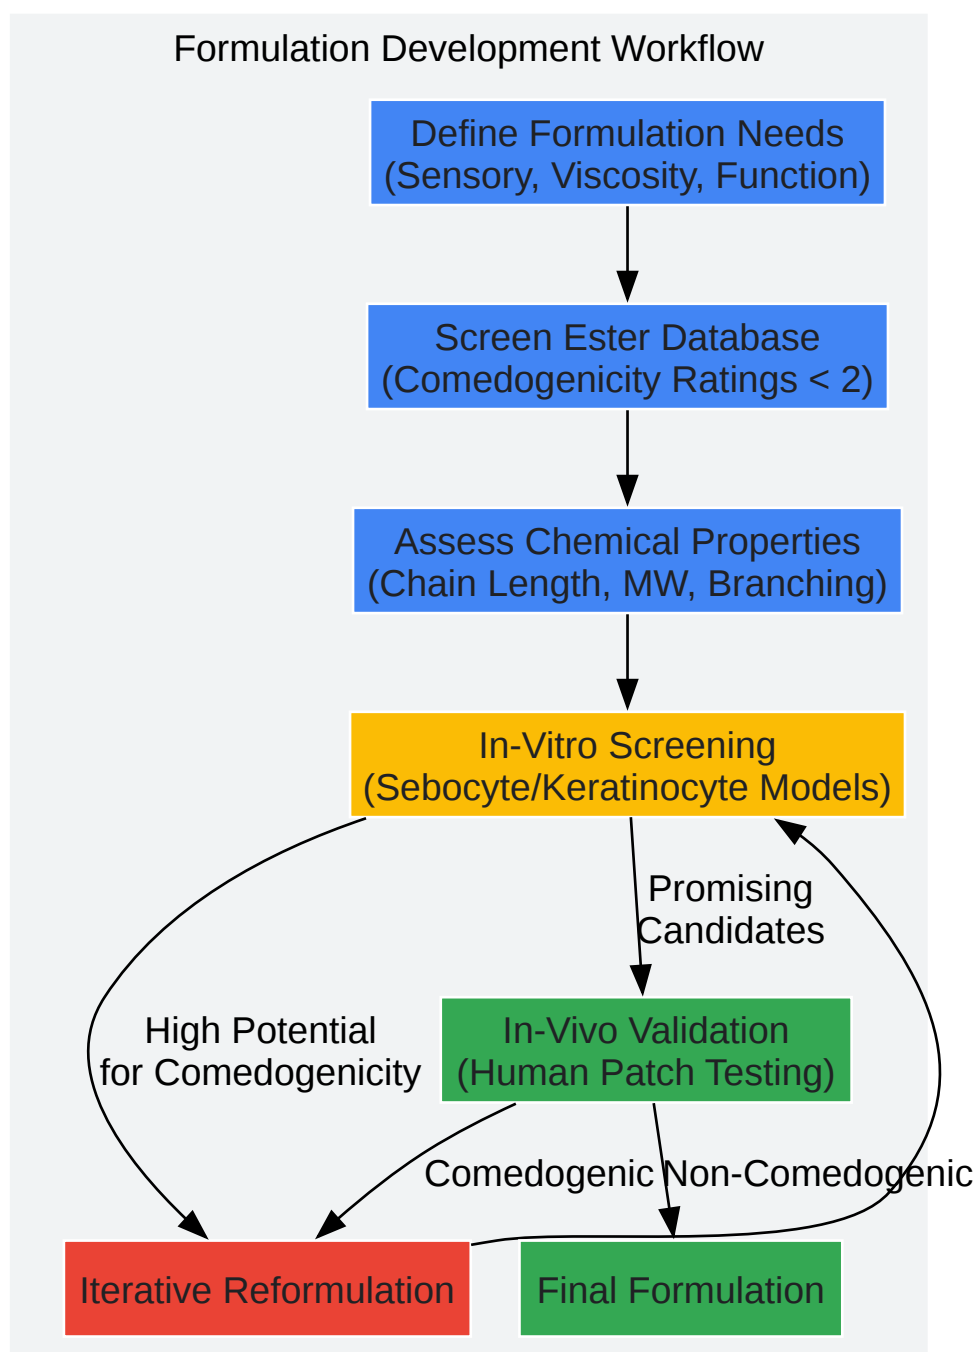 Formulation Development Workflow
Define Formulation Needs
(Sensory, Viscosity, Function)
Screen Ester Database
(Comedogenicity Ratings < 2)
Assess Chemical Properties
(Chain Length, MW, Branching)
In-Vitro Screening
(Sebocyte/Keratinocyte Models)
Promising
Candidates
High Potential
for Comedogenicity
In-Vivo Validation
(Human Patch Testing)
Comedogenic
Non-Comedogenic
Iterative Reformulation
Final Formulation